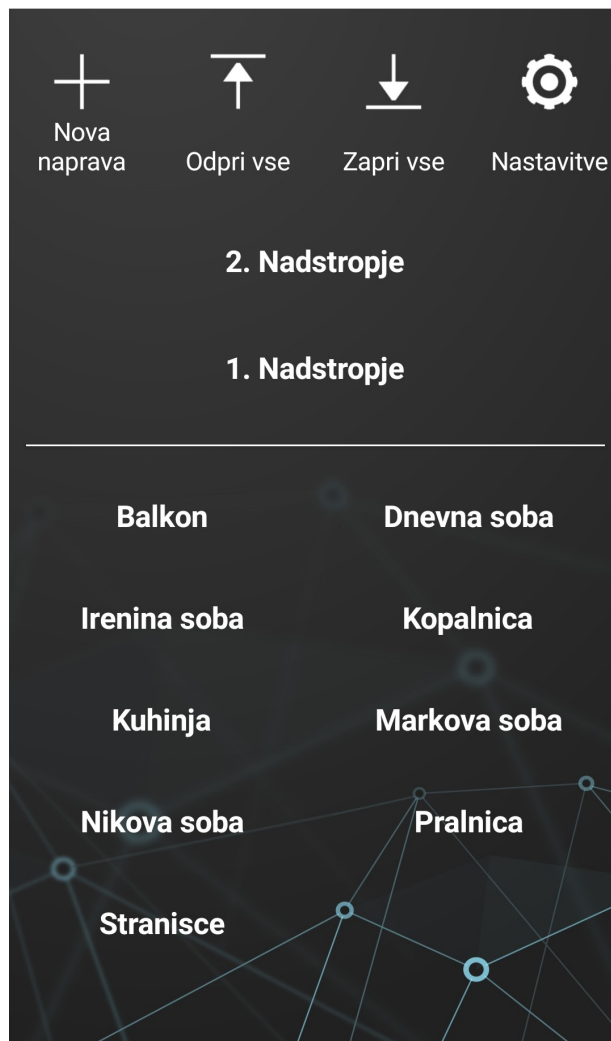 Nova
naprava
Odpri vse
Zapri vse
Nastavitve
2. Nadstropje
1. Nadstropje
Balkon
Dnevna soba
Irenina soba
Kopalnica
Kuhinja
Markova soba
Nikova soba
Pralnica
Stranisce